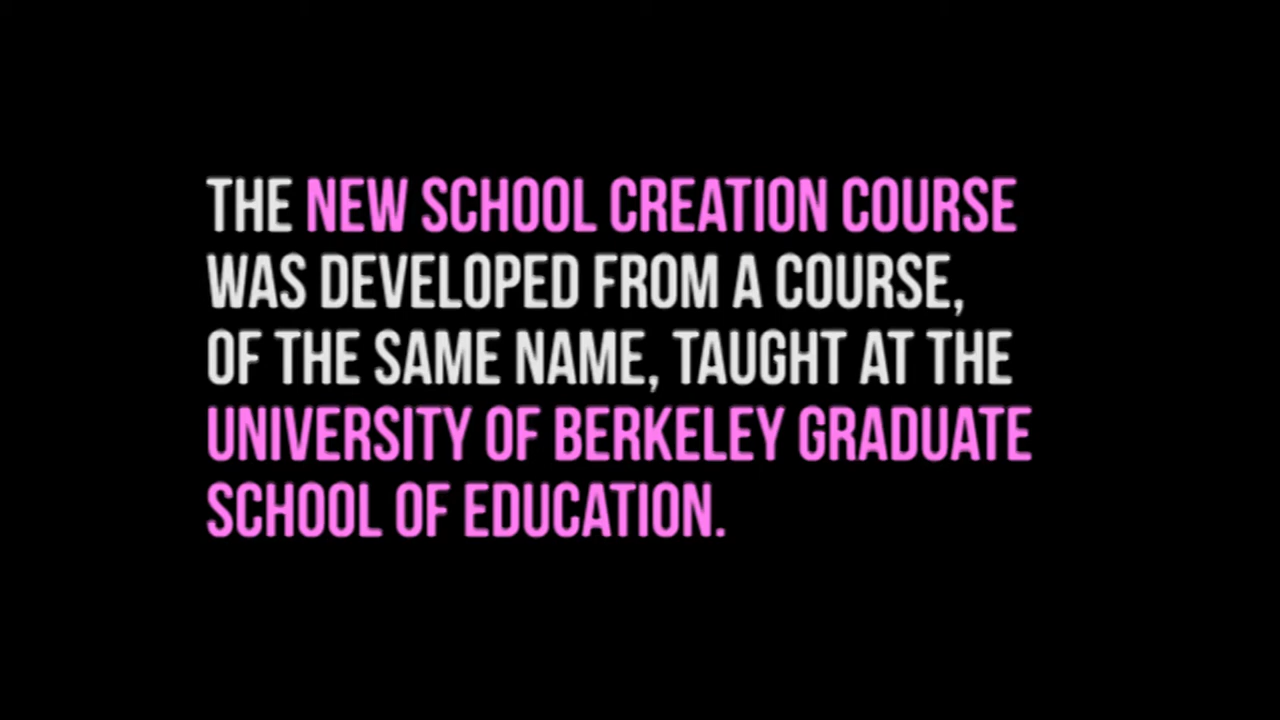 THE NEW SCHOOL CREATION COURSE
WAS DEVELOPED FROM A COURSE,
OF THE SAME NAME, TAUGHT AT THE
UNIVERSITY OF BERKELEY GRADUATE
SCHOOL OF EDUCATION.